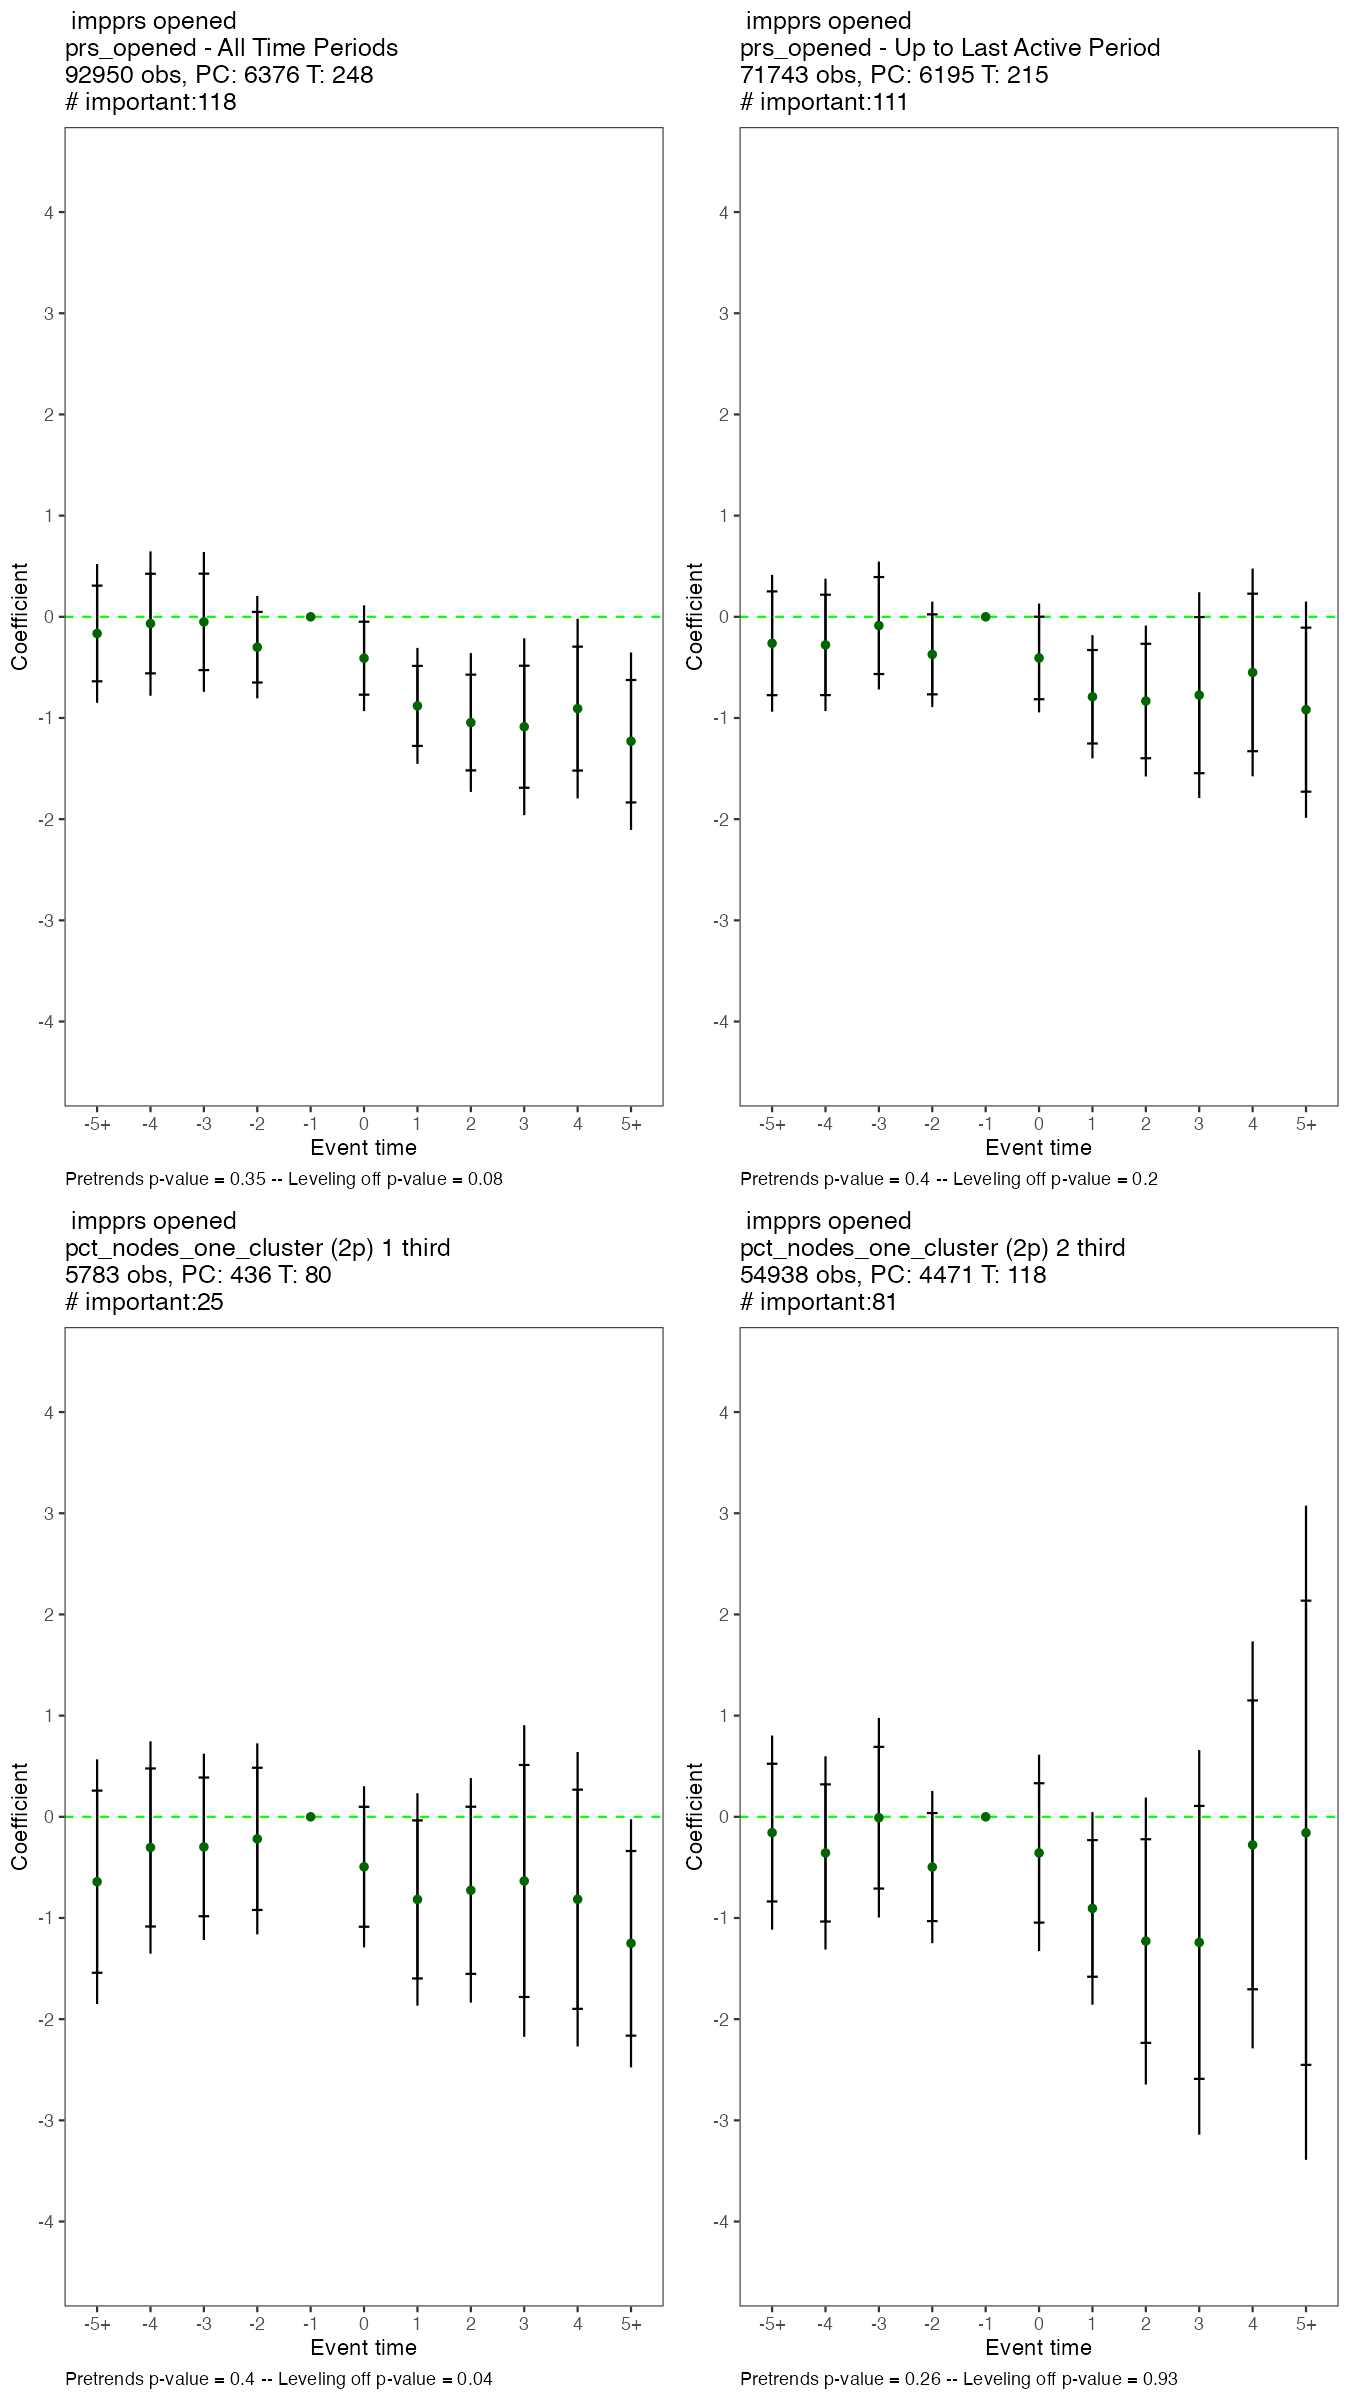 impprs opened
prs_opened - All Time Periods
92950 obs, PC: 6376 T: 248
# important:118
4
3
2
1
0
-1
-2
-3
-4
Coefficient
-5+ -4 -3 -2 -1 0 1 2 3 4 5+
Event time
Pretrends p-value = 0.35 -- Leveling off p-value = 0.08
impprs opened
prs_opened - Up to Last Active Period
71743 obs, PC: 6195 T: 215
# important:111
4
3
2
1
0
-1
-2
-3
-4
Coefficient
-5+ -4 -3 -2 -1 0 1 2 3 4 5+
Event time
Pretrends p-value = 0.4 -- Leveling off p-value = 0.2
impprs opened
pct_nodes_one_cluster (2p) 1 third
5783 obs, PC: 436 T: 80
# important:25
4
3
2
1
0
-1
-2
-3
-4
Coefficient
-5+ -4 -3 -2 -1 0 1 2 3 4 5+
Event time
Pretrends p-value = 0.4 -- Leveling off p-value = 0.04
impprs opened
pct_nodes_one_cluster (2p) 2 third
54938 obs, PC: 4471 T: 118
# important:81
4
3
2
1
0
-1
-2
-3
-4
Coefficient
-5+ -4 -3 -2 -1 0 1 2 3 4 5+
Event time
Pretrends p-value = 0.26 -- Leveling off p-value = 0.93